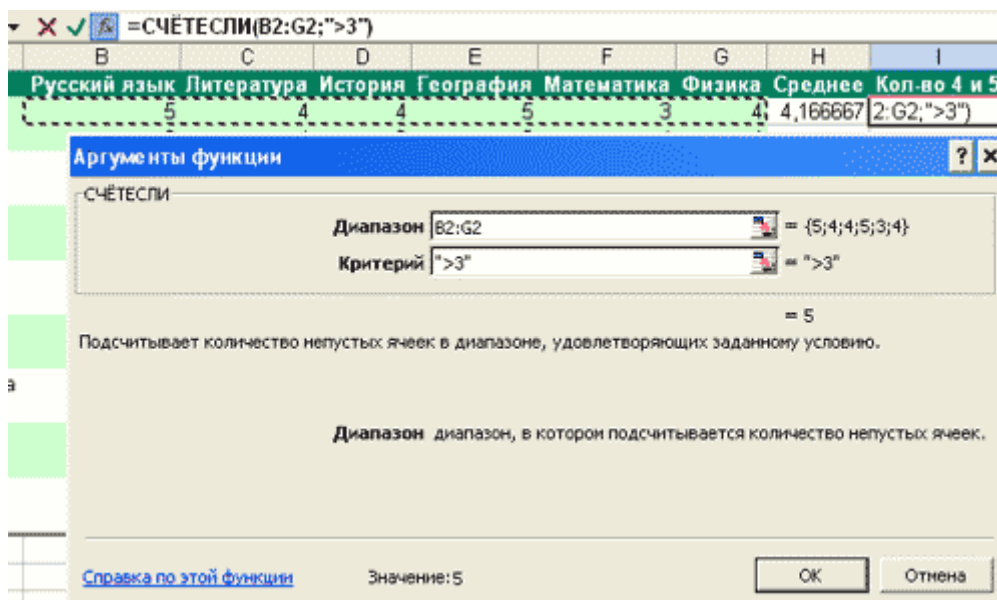 =СЧЁТЕСЛИ(B2:G2;">3")
B C D E F G H I
Русский язык Литература История География Математика Физика Среднее Кол-во 4 и 5
5 4 4 5 3 4 4,166667 2:G2;">3")
Аргументы функции
СЧЁТЕСЛИ
Диапазон B2:G2 = {5;4;4;5;3;4}
Критерий ">3" = ">3"
= 5
Подсчитывает количество непустых ячеек в диапазоне, удовлетворяющих заданному условию.
а
Диапазон диапазон, в котором подсчитывается количество непустых ячеек.
Справка по этой функции Значение:5 ОК Отмена